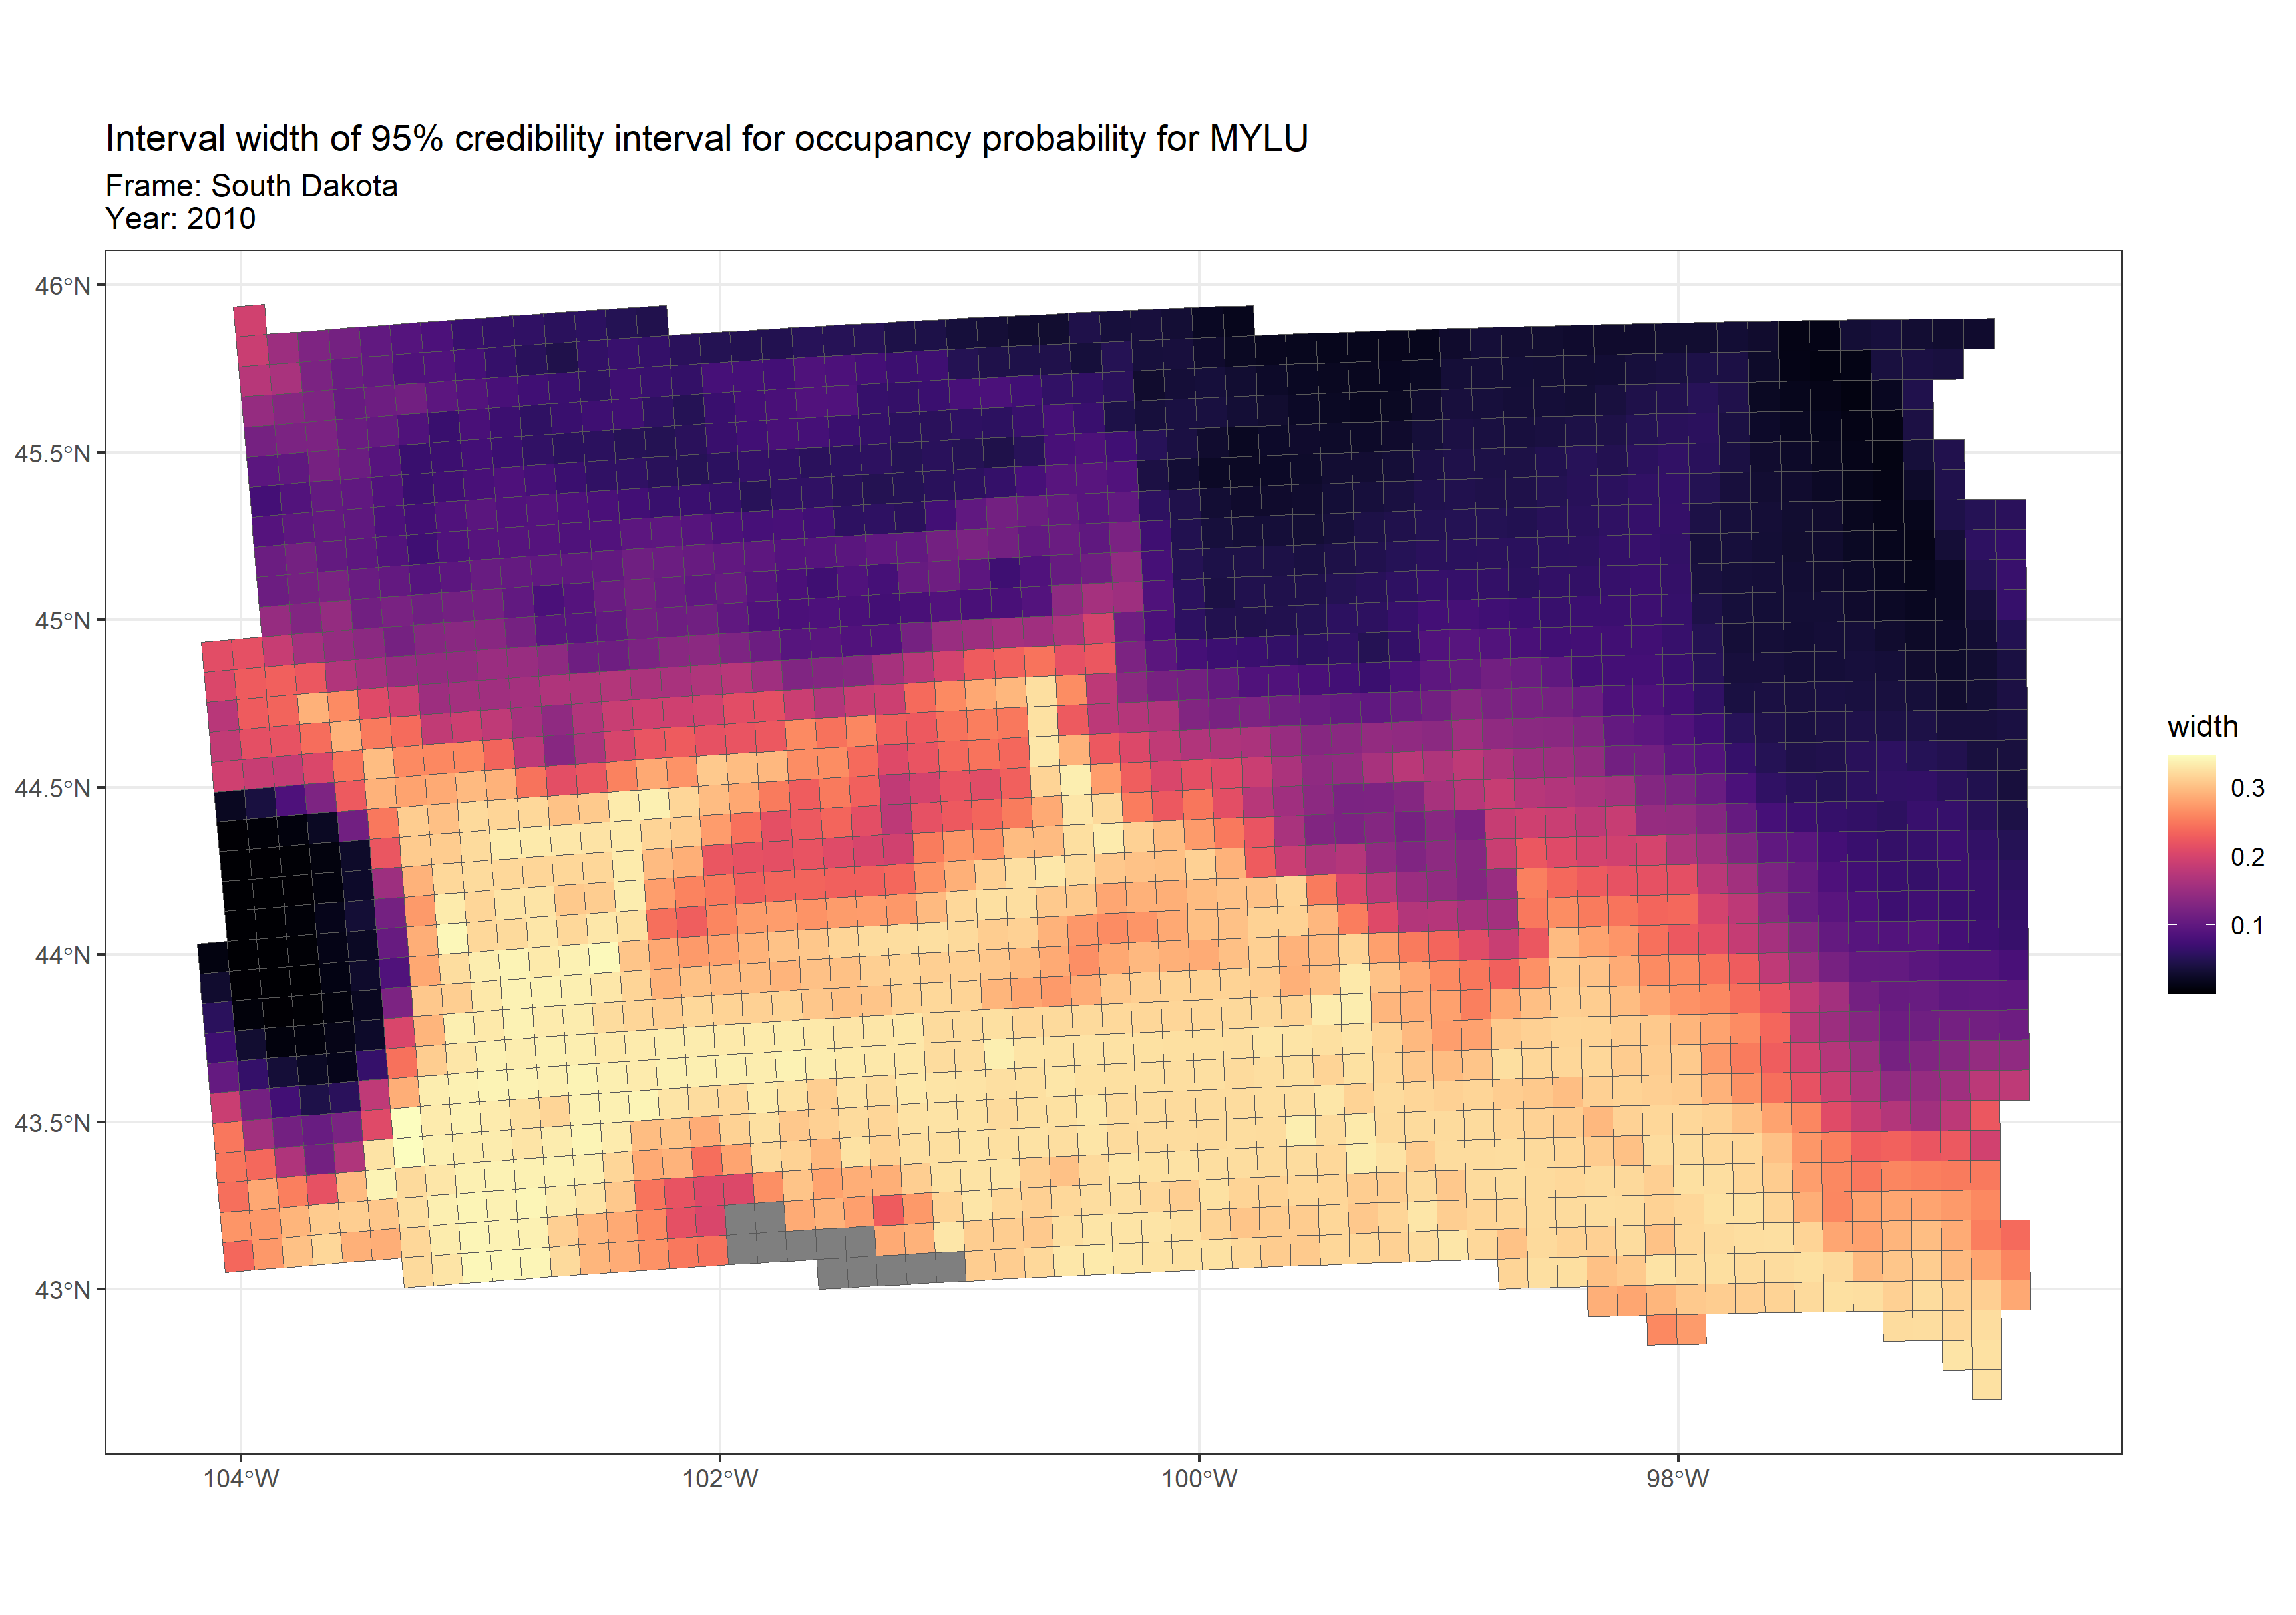 Interval width of 95% credibility interval for occupancy probability for MYLU
Frame: South Dakota
Year: 2010
46°N
45.5°N
45°N
44.5°N
44°N
43.5°N
43°N
104°W
102°W
100°W
98°W
width
0.3
0.2
0.1